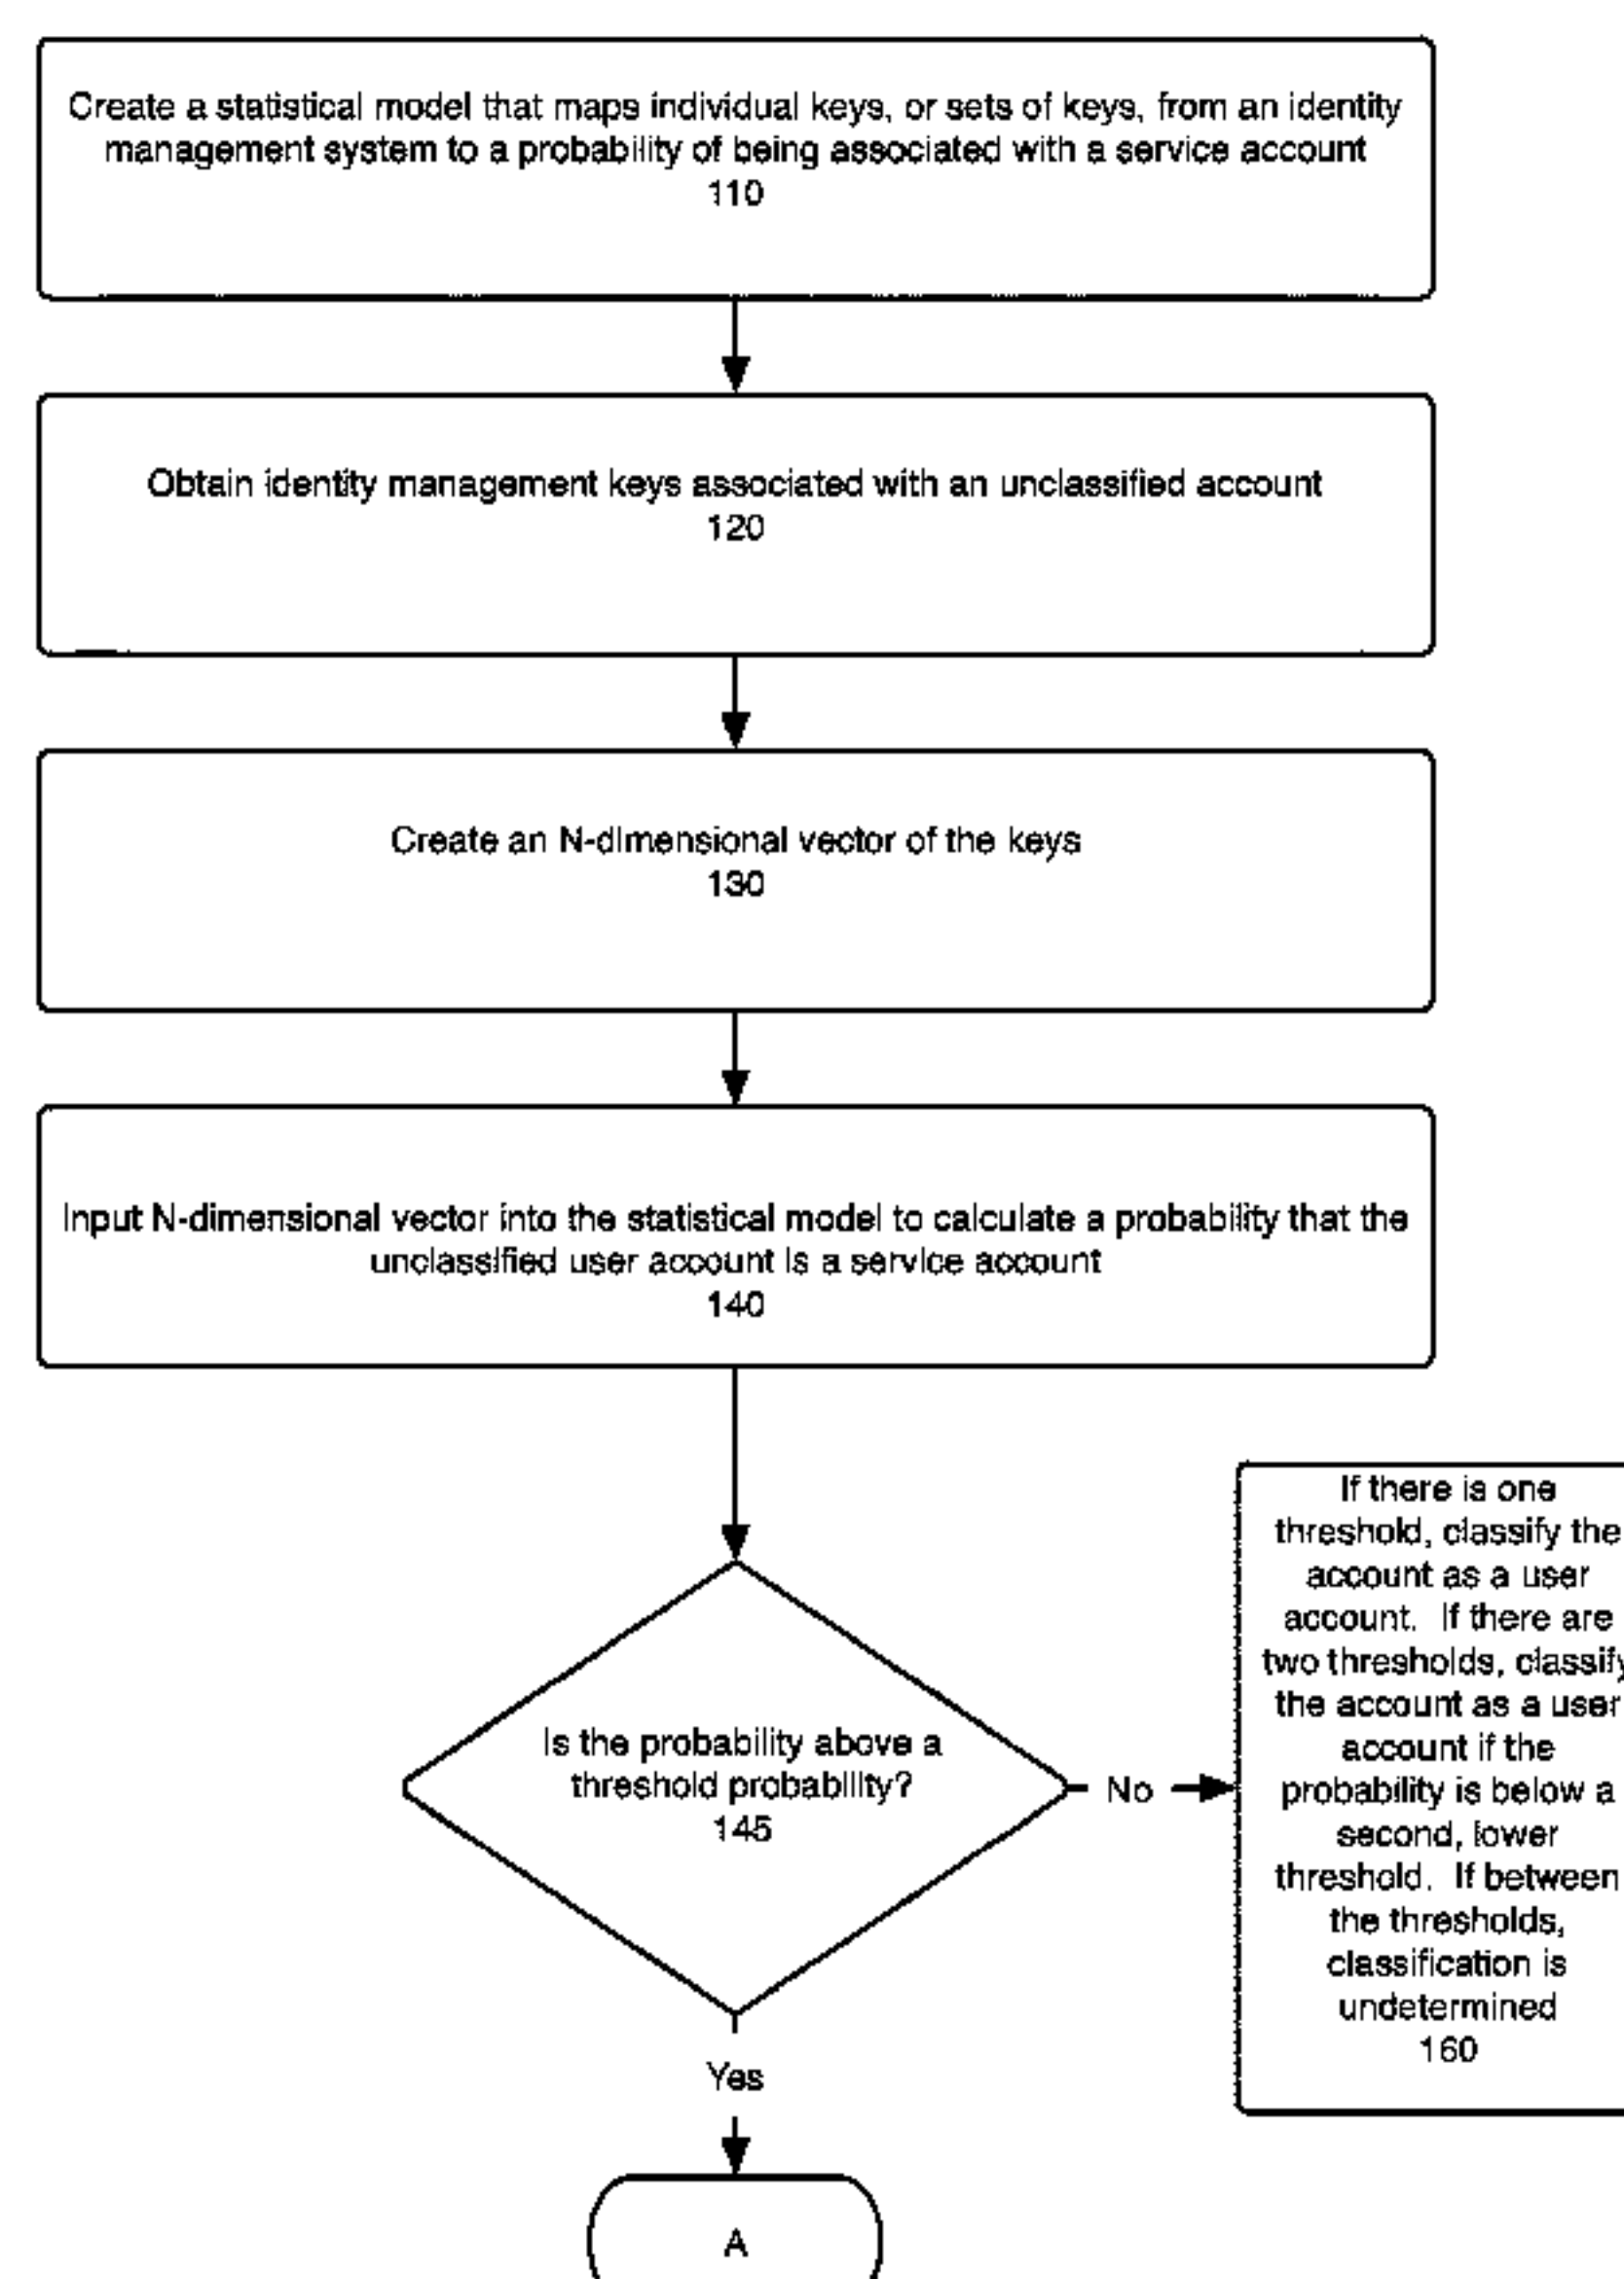 Create a statistical model that maps individual keys, or sets of keys, from an identity
management system to a probability of being associated with a service account
110
Obtain identity management keys associated with an unclassified account
120
Create an N-dimensional vector of the keys
130
Input N-dimensional vector into the statistical model to calculate a probability that the
unclassified user account is a service account
140
If there is one
threshold, classify the
account as a user
account. If there are
two thresholds, classify
the account as a user
account if the
probability is below a
second, lower
threshold. If between
the thresholds,
classification is
undetermined
160
Is the probability above a
threshold probability?
145
No
Yes
A